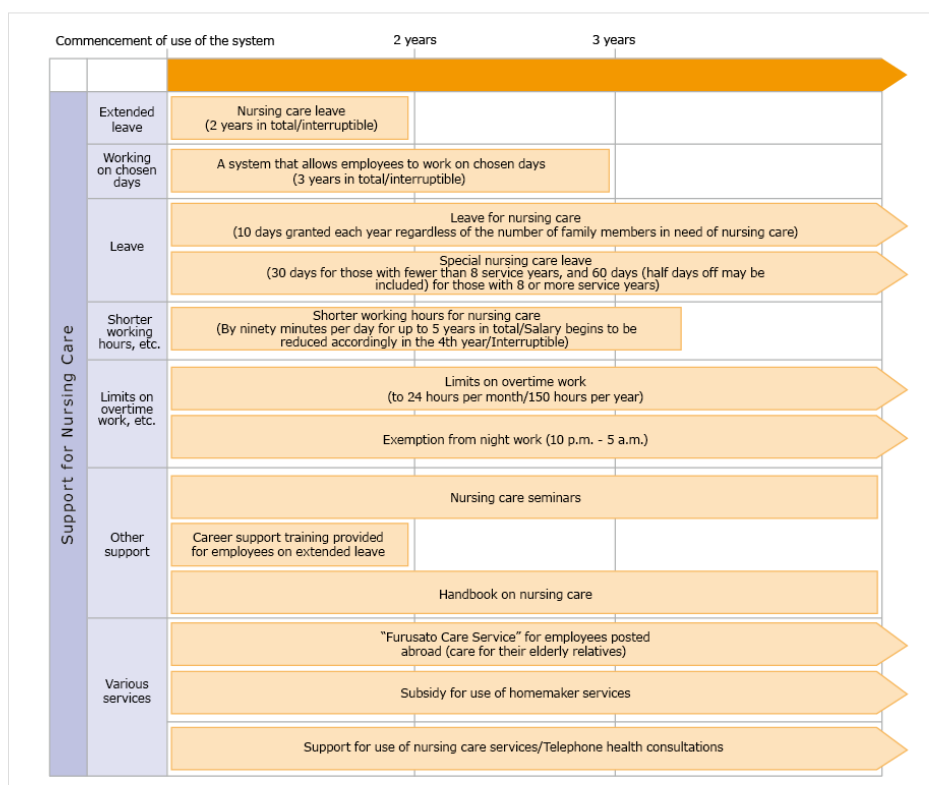 Commencement of use of the system
2 years
3 years
Support for Nursing Care
Extended
leave
Nursing care leave
(2 years in total/interruptible)
Working
on chosen
days
A system that allows employees to work on chosen days
(3 years in total/interruptible)
Leave
Leave for nursing care
(10 days granted each year regardless of the number of family members in need of nursing care)
Special nursing care leave
(30 days for those with fewer than 8 service years, and 60 days (half days off may be
included) for those with 8 or more service years)
Shorter
working
hours, etc.
Shorter working hours for nursing care
(By ninety minutes per day for up to 5 years in total/Salary begins to be
reduced accordingly in the 4th year/Interruptible)
Limits on
overtime
work, etc.
Limits on overtime work
(to 24 hours per month/150 hours per year)
Exemption from night work (10 p.m. - 5 a.m.)
Other
support
Nursing care seminars
Career support training provided
for employees on extended leave
Handbook on nursing care
Various
services
“Furusato Care Service” for employees posted
abroad (care for their elderly relatives)
Subsidy for use of homemaker services
Support for use of nursing care services/Telephone health consultations